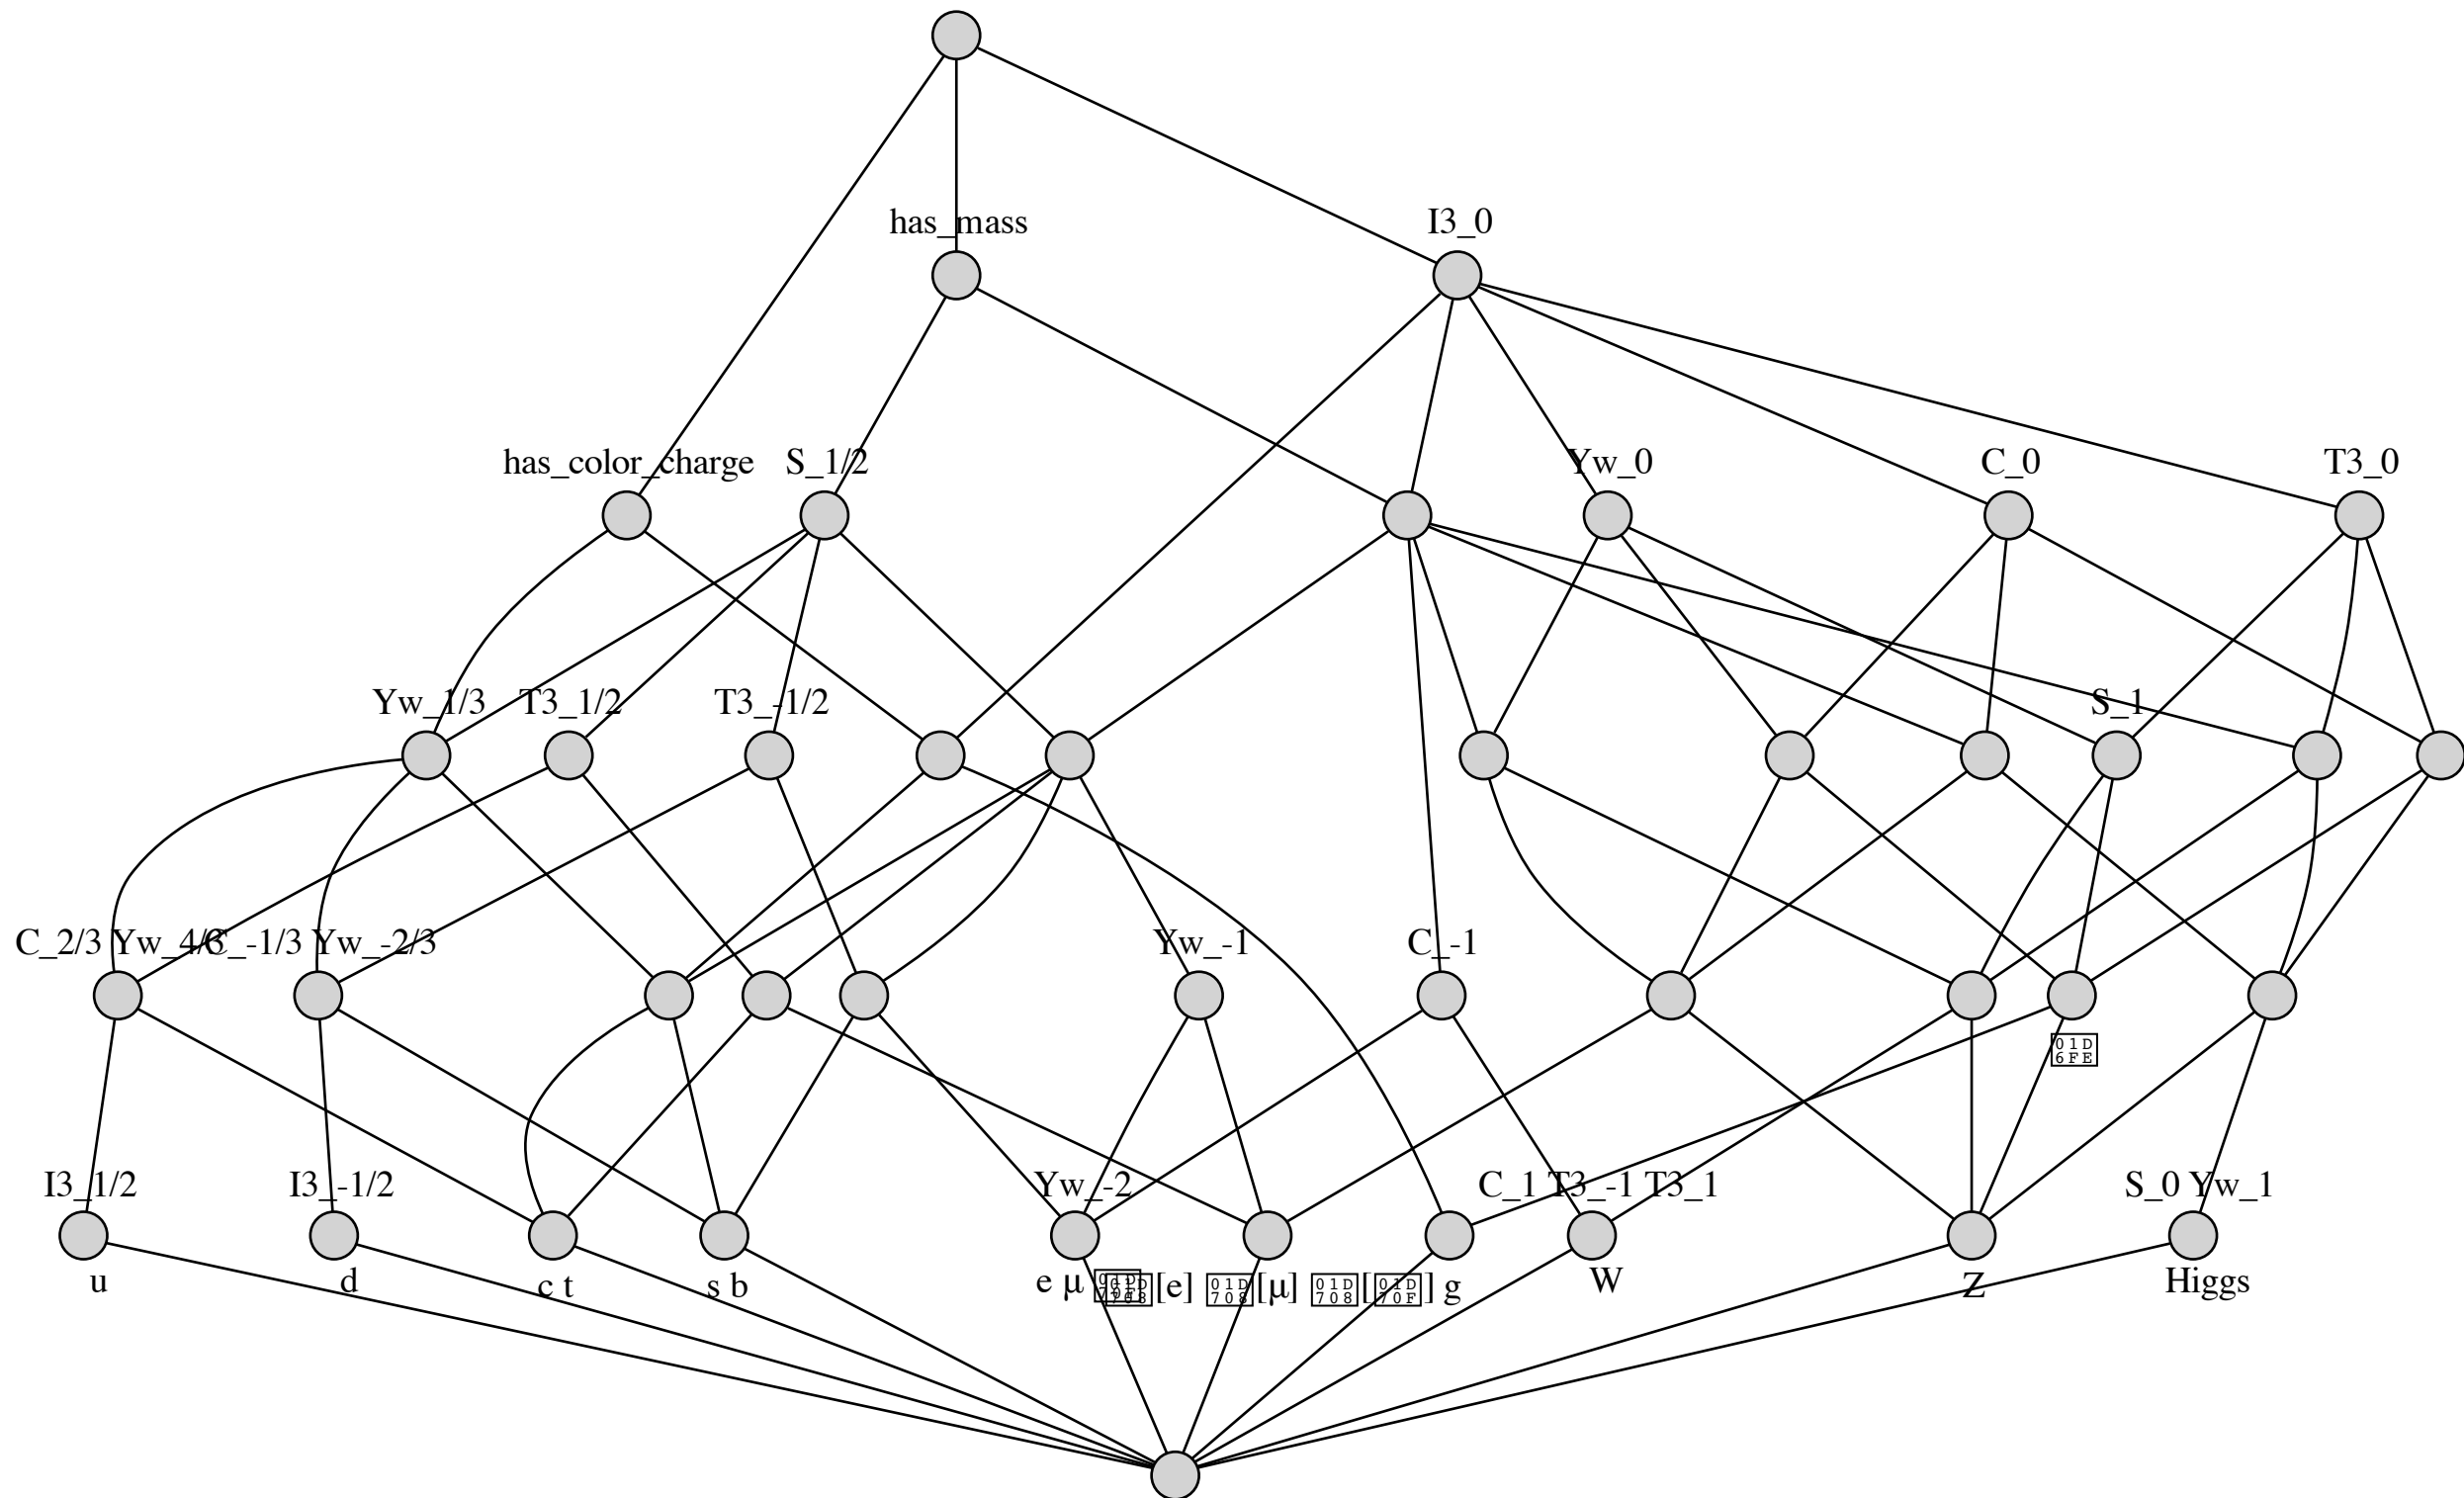 has_mass I3_0
has_color_charge S_1/2 Yw_0 C_0 T3_0
Yw_1/3 T3_1/2 T3_-1/2 S_1
C_2/3 Yw_4/3 C_-1/3 Yw_-2/3 Yw_-1 C_-1
I3_1/2 I3_-1/2 Yw_-2 C_1 T3_-1 T3_1 S_0 Yw_1
u d c t s b e μ [e] [μ] [ ] g W Z Higgs